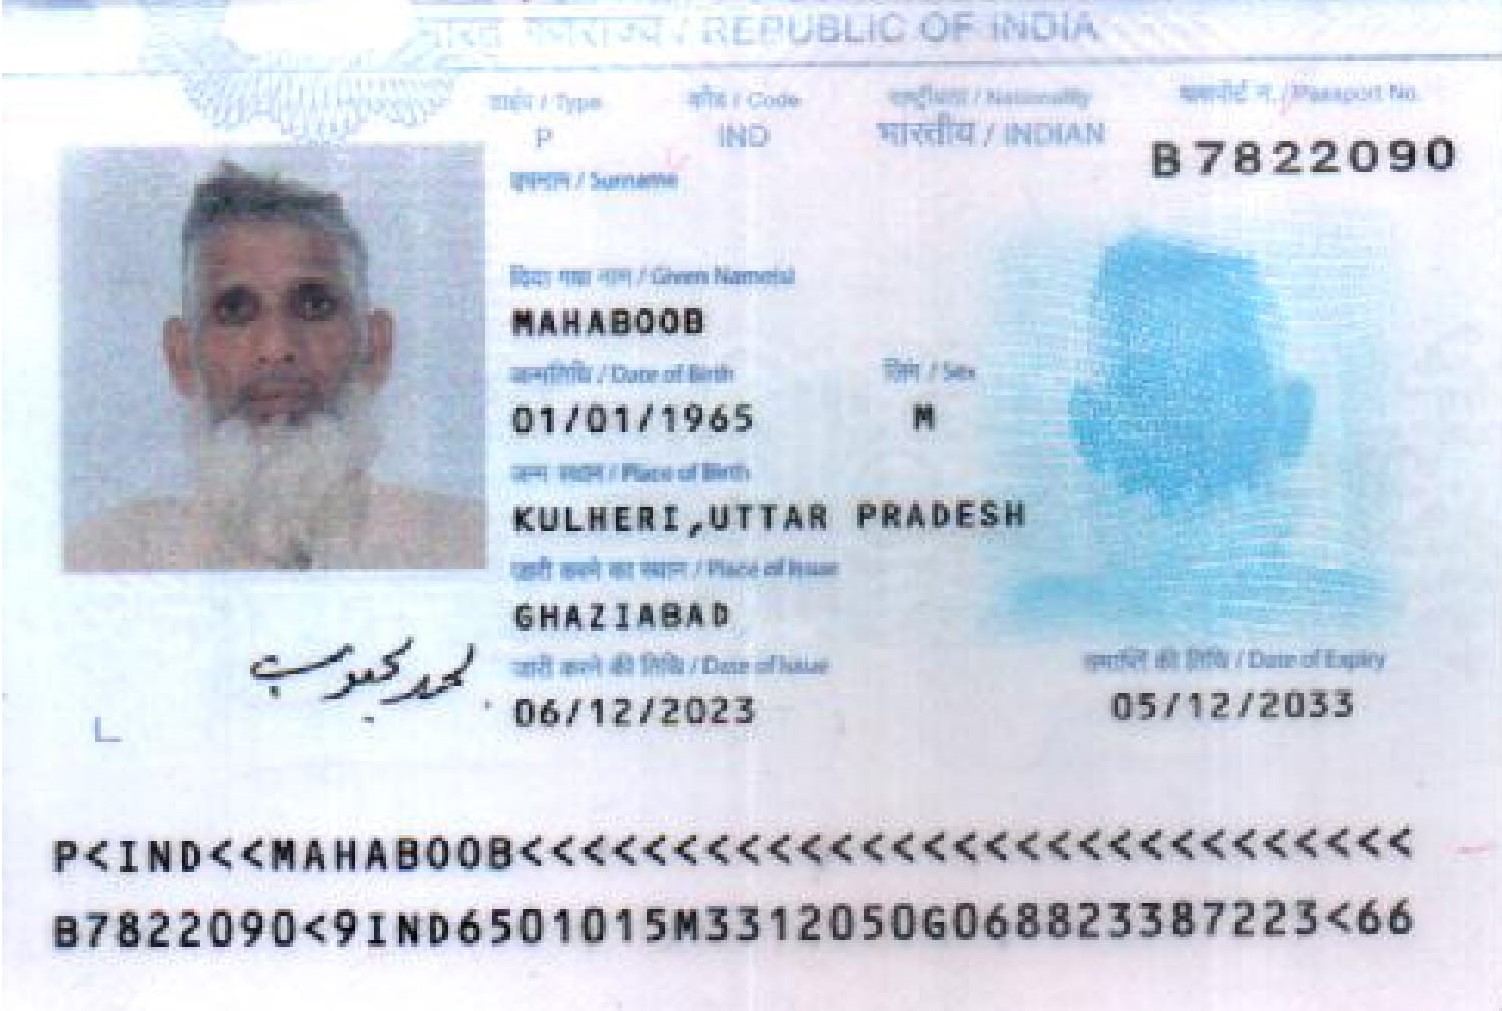 भारत गणराज्य / REPUBLIC OF INDIA
टाईप / Type कोड / Code राष्ट्रीयता / Nationality पासपोर्ट न. / Passport No.
P IND भारतीय / INDIAN B7822090
उपनाम / Surname
दिया गया नाम / Given Name(s)
MAHABOOB
जन्मतिथि / Date of Birth लिंग / Sex
01/01/1965 M
जन्म स्थान / Place of Birth
KULHERI,UTTAR PRADESH
जारी करने का स्थान / Place of Issue
GHAZIABAD
जारी करने की तिथि / Date of Issue समाप्ति की तिथि / Date of Expiry
06/12/2023 05/12/2033
محمد محبوب
P<IND<<MAHABOOB<<<<<<<<<<<<<<<<<<<<<<<<<<<<<
B7822090<9IND6501015M3312050G068823387223<66